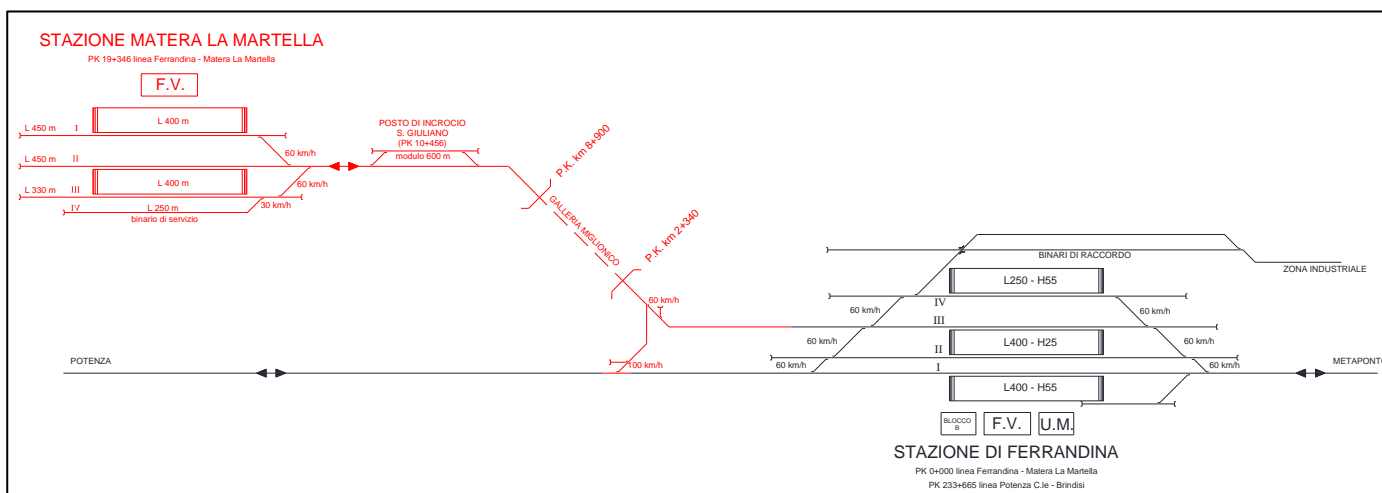 STAZIONE MATERA LA MARTELLA
PK 19+346 linea Ferrandina - Matera La Martella
F.V.
L 400 m
L 450 m
I
60 km/h
L 450 m
II
L 400 m
60 km/h
L 330 m
III
30 km/h
IV
L 250 m
binario di servizio
POSTO DI INCROCIO
S. GIULIANO
(PK 10+456)
modulo 600 m
P.K. km 8+900
GALLERIA MIGLIONICO
P.K. km 2+340
60 km/h
100 km/h
POTENZA
BINARI DI RACCORDO
ZONA INDUSTRIALE
L250 - H55
IV
60 km/h
60 km/h
III
60 km/h
L400 - H25
60 km/h
II
60 km/h
I
60 km/h
METAPONTO
L400 - H55
BLOCCO
B
F.V.
U.M.
STAZIONE DI FERRANDINA
PK 0+000 linea Ferrandina - Matera La Martella
PK 233+665 linea Potenza C.le - Brindisi